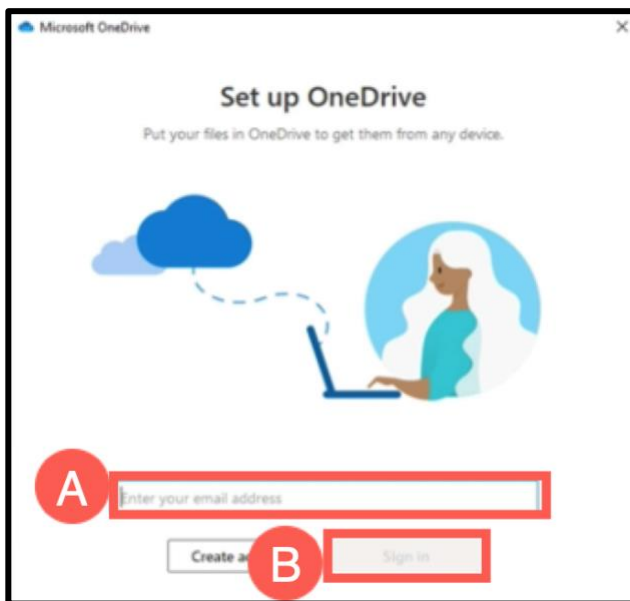 Microsoft OneDrive
Set up OneDrive
Put your files in OneDrive to get them from any device.
A
Enter your email address
Create a
B
Sign in